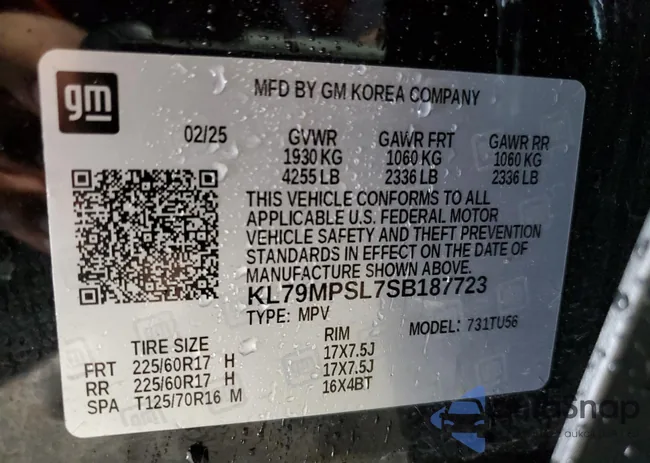 gm
MFD BY GM KOREA COMPANY
02/25 GVWR GAWR FRT GAWR RR
1930 KG 1060 KG 1060 KG
4255 LB 2336 LB 2336 LB
THIS VEHICLE CONFORMS TO ALL
APPLICABLE U.S. FEDERAL MOTOR
VEHICLE SAFETY AND THEFT PREVENTION
STANDARDS IN EFFECT ON THE DATE OF
MANUFACTURE SHOWN ABOVE.
KL79MPSL7SB187723
TYPE: MPV MODEL: 731TU56
TIRE SIZE RIM
FRT 225/60R17 H 17X7.5J
RR 225/60R17 H 17X7.5J
SPA T125/70R16 M 16X4BT